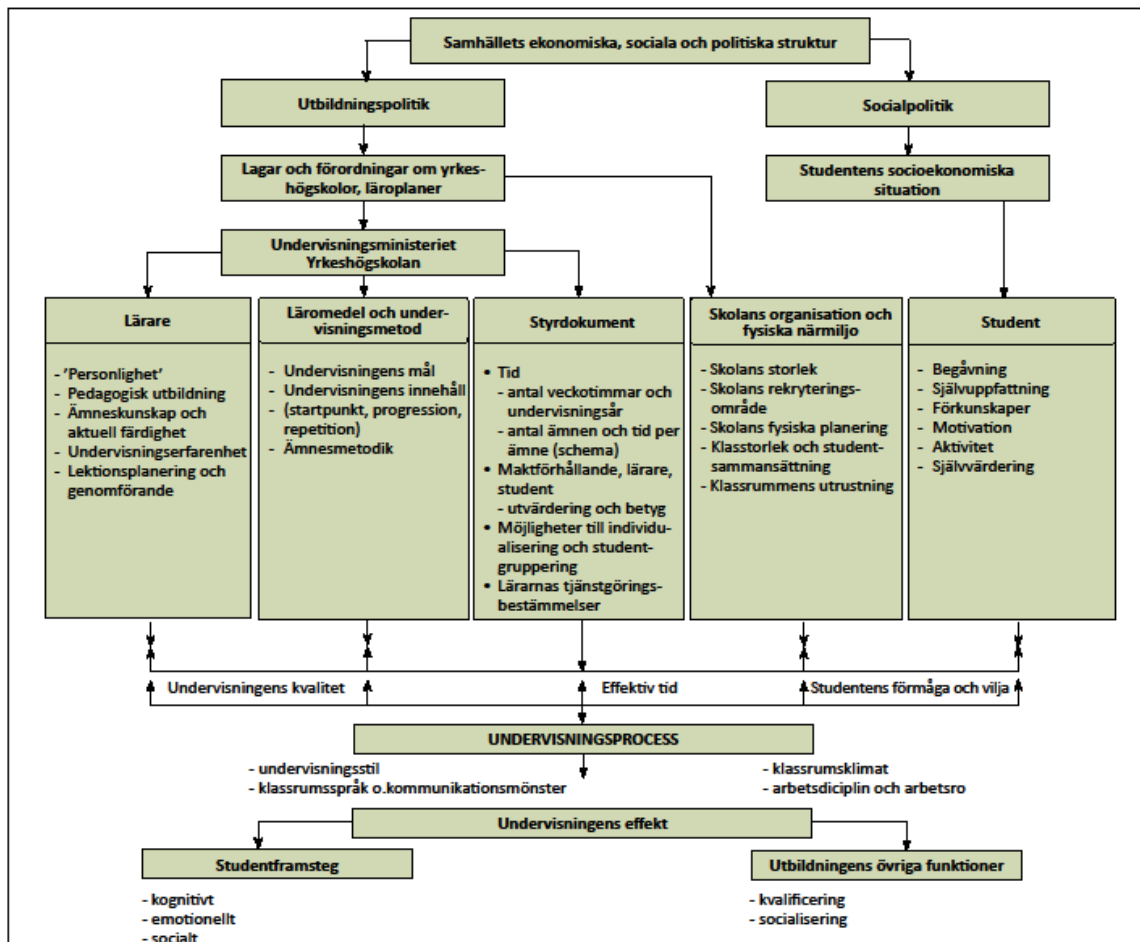 Samhällets ekonomiska, sociala och politiska struktur
Utbildningspolitik
Socialpolitik
Lagar och förordningar om yrkes-
högskolor, läroplaner
Studentens socioekonomiska
situation
Undervisningsministeriet
Yrkeshögskolan
Lärare
- 'Personlighet'
- Pedagogisk utbildning
- Ämneskunskap och
aktuell färdighet
- Undervisningserfarenhet
- Lektionsplanering och
genomförande
Läromedel och under-
visningsmetod
- Undervisningens mål
- Undervisningens innehåll
- (startpunkt, progression,
repetition)
- Ämnesmetodik
Styrdokument
• Tid
- antal veckotimmar och
undervisningsår
- antal ämnen och tid per
ämne (schema)
• Maktförhållande, lärare,
student
- utvärdering och betyg
• Möjligheter till individu-
alisering och student-
gruppering
• Lärarnas tjänstgörings-
bestämmelser
Skolans organisation och
fysiska närmiljo
- Skolans storlek
- Skolans rekryterings-
område
- Skolans fysiska planering
- Klasstorlek och student-
sammansättning
- Klassrummens utrustning
Student
- Begåvning
- Självuppfattning
- Förkunskaper
- Motivation
- Aktivitet
- Självvärdering
Undervisningens kvalitet
Effektiv tid
Studentens förmåga och vilja
UNDERVISNINGSPROCESS
- undervisningsstil
- klassrumsspråk o.kommunikationsmönster
- klassrumsklimat
- arbetsdiciplin och arbetsro
Undervisningens effekt
Studentframsteg
- kognitivt
- emotionellt
- socialt
Utbildningens övriga funktioner
- kvalificering
- socialisering